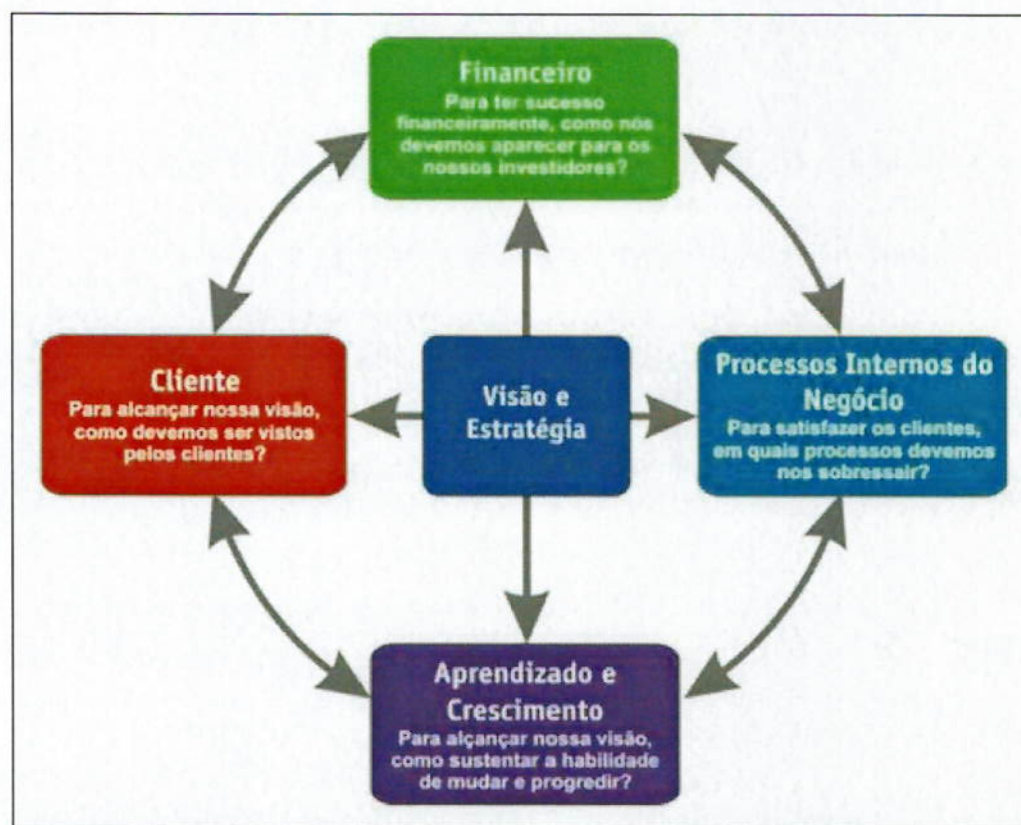 Financeiro
Para ter sucesso
financeiramente, como nós
devemos aparecer para os
nossos investidores?
Cliente
Para alcançar nossa visão,
como devemos ser vistos
pelos clientes?
Visão e
Estratégia
Processos Internos do
Negócio
Para satisfazer os clientes,
em quais processos devemos
nos sobressair?
Aprendizado e
Crescimento
Para alçançar nossa visão,
como sustentar a habilidade
de mudar e progredir?